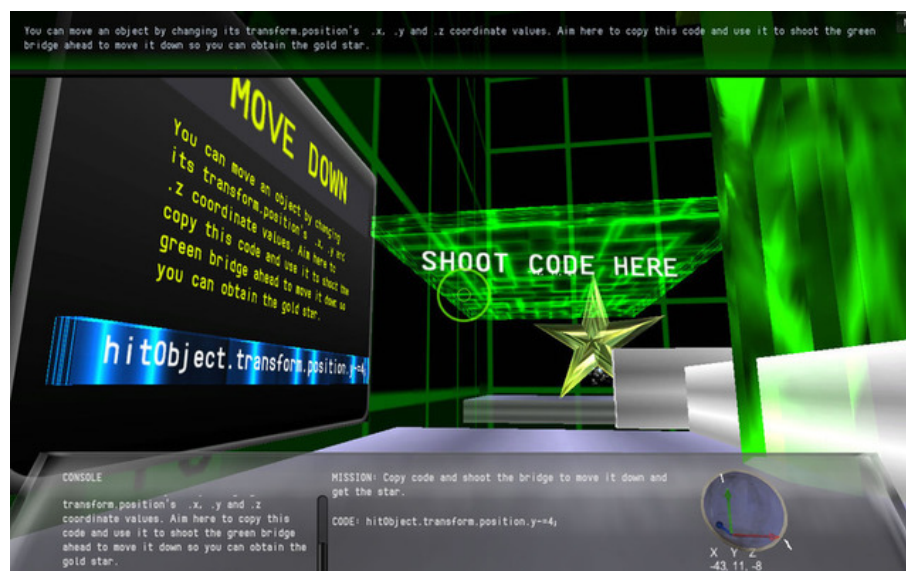 You can move an object by changing its transform.position's .x, .y and .z coordinate values. Aim here to copy this code and use it to shoot the green
bridge ahead to move it down so you can obtain the gold star.
MOVE DOWN
You can move an object by changing
its transform.position's .x, .y and
.z coordinate values. Aim here to
copy this code and use it to shoot the
green bridge ahead to move it down so
you can obtain the gold star.
hitObject.transform.position.y-=4;
SHOOT CODE HERE
CONSOLE
transform.position's .x, .y and .z
coordinate values. Aim here to copy this
code and use it to shoot the green bridge
ahead to move it down so you can obtain the
gold star.
MISSION: Copy code and shoot the bridge to move it down and
get the star.
CODE: hitObject.transform.position.y-=4;
X Y Z
-43, 11, -8